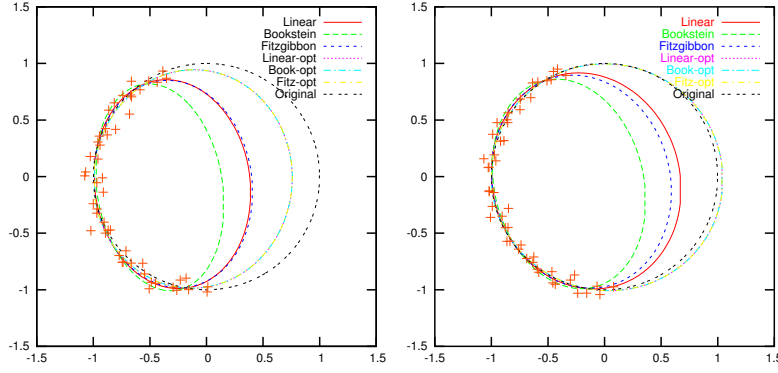 1.5
1
0.5
0
-0.5
-1
-1.5
-1.5 -1 -0.5 0 0.5 1 1.5
Linear
Bookstein
Fitzgibbon
Linear-opt
Book-opt
Fitz-opt
Original
1.5
1
0.5
0
-0.5
-1
-1.5
-1.5 -1 -0.5 0 0.5 1 1.5
Linear
Bookstein
Fitzgibbon
Linear-opt
Book-opt
Fitz-opt
Original